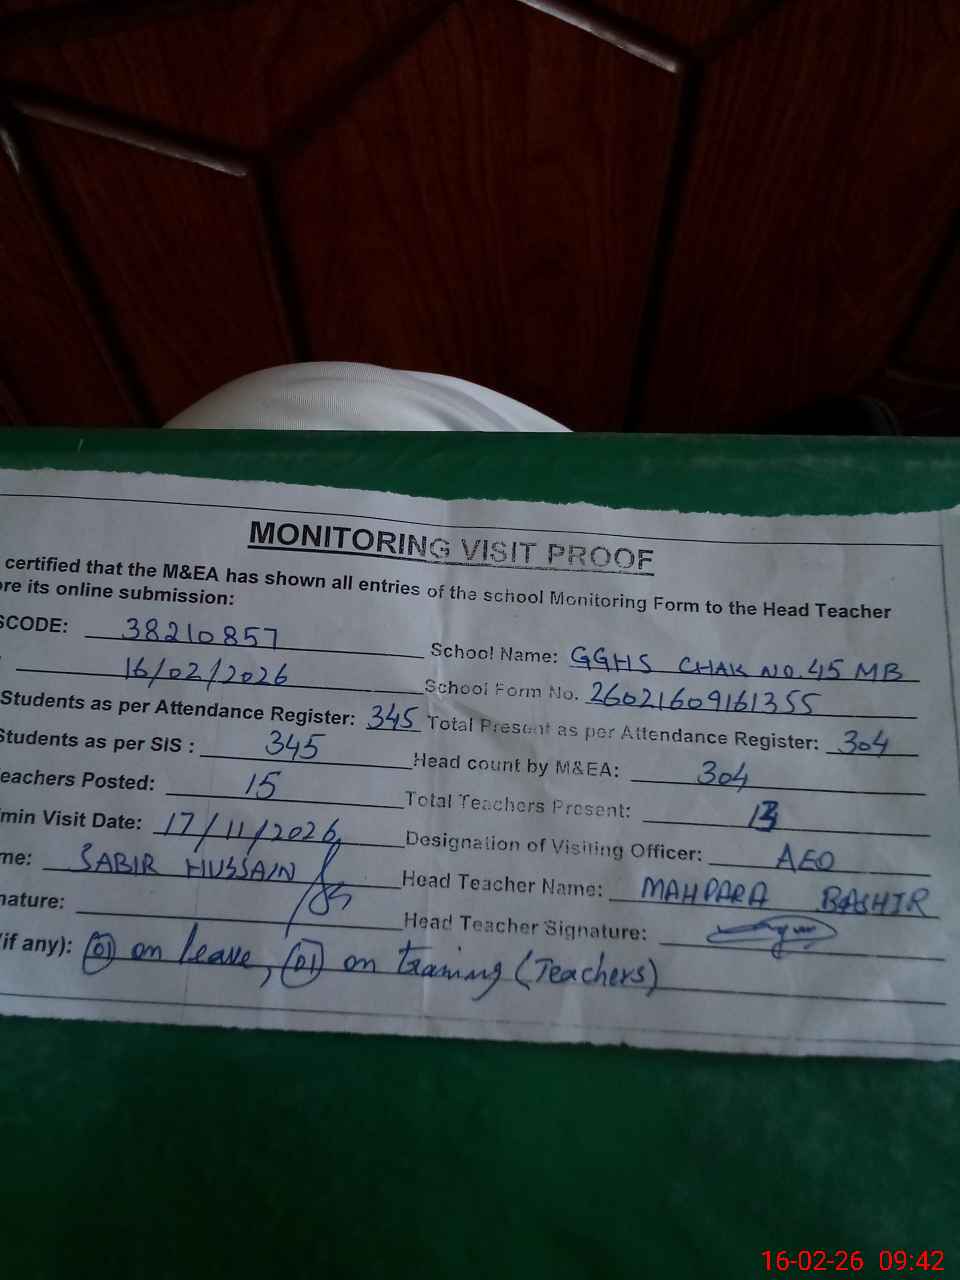 MONITORING VISIT PROOF
certified that the M&EA has shown all entries of the school Monitoring Form to the Head Teacher
ore its online submission:
SCODE: 38210857 School Name: GGHS CHAK NO. 45 MB
16/02/2026 School Form No. 26021609161355
Students as per Attendance Register: 345 Total Present as per Attendance Register: 304
Students as per SIS : 345 Head count by M&EA: 304
eachers Posted: 15 Total Teachers Present: 13
min Visit Date: 17/11/2026 Designation of Visiting Officer: AEO
me: SABIR HUSSAIN Head Teacher Name: MAHPARA BASHIR
nature: Head Teacher Signature:
(if any): 01 on leave, 01 on training (Teachers)
16-02-26 09:42